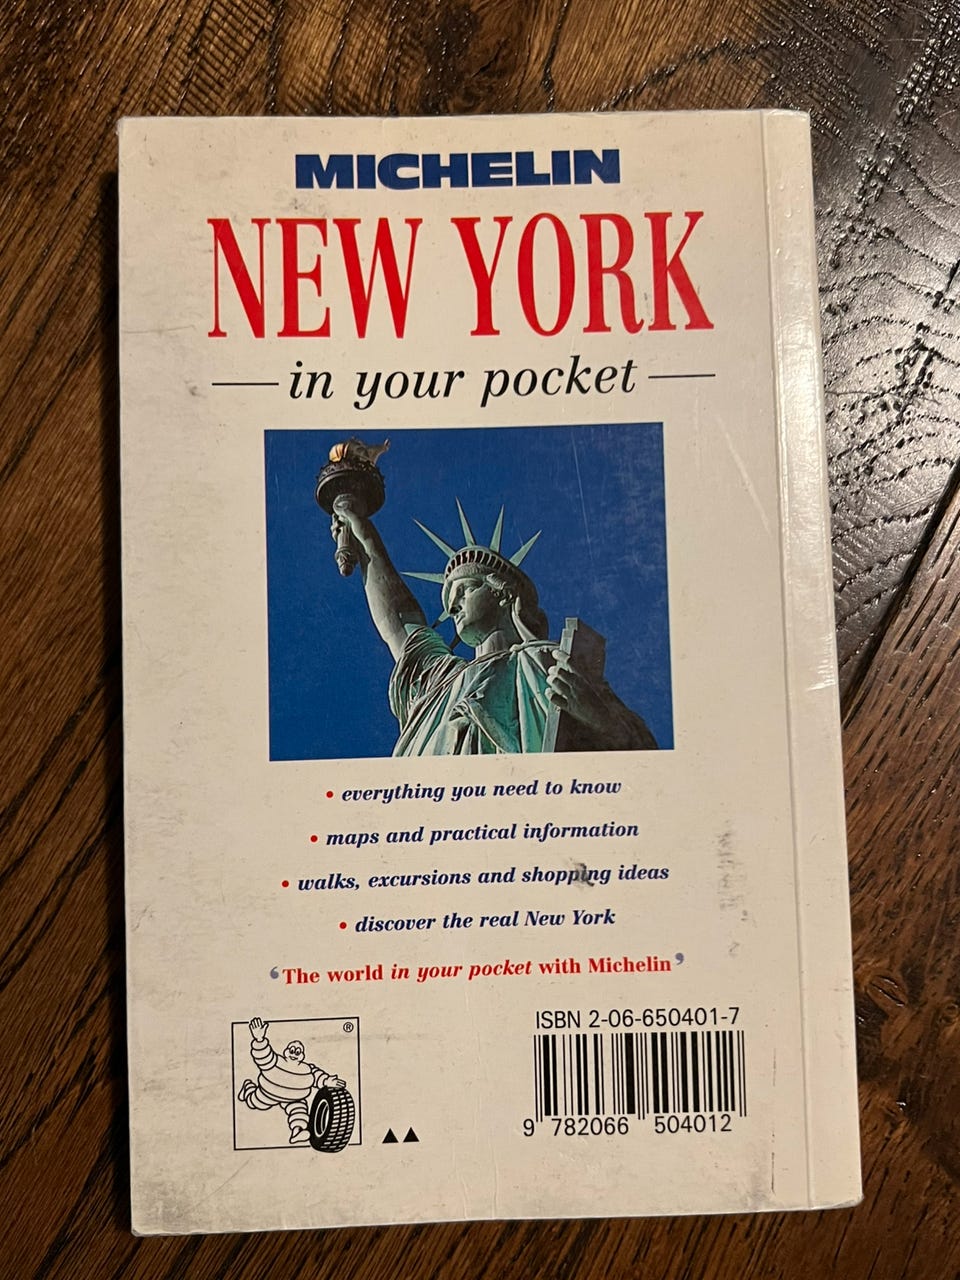 MICHELIN
NEW YORK
in your pocket
• everything you need to know
• maps and practical information
• walks, excursions and shopping ideas
• discover the real New York
‘The world in your pocket with Michelin’
®
ISBN 2-06-650401-7
9 782066 504012